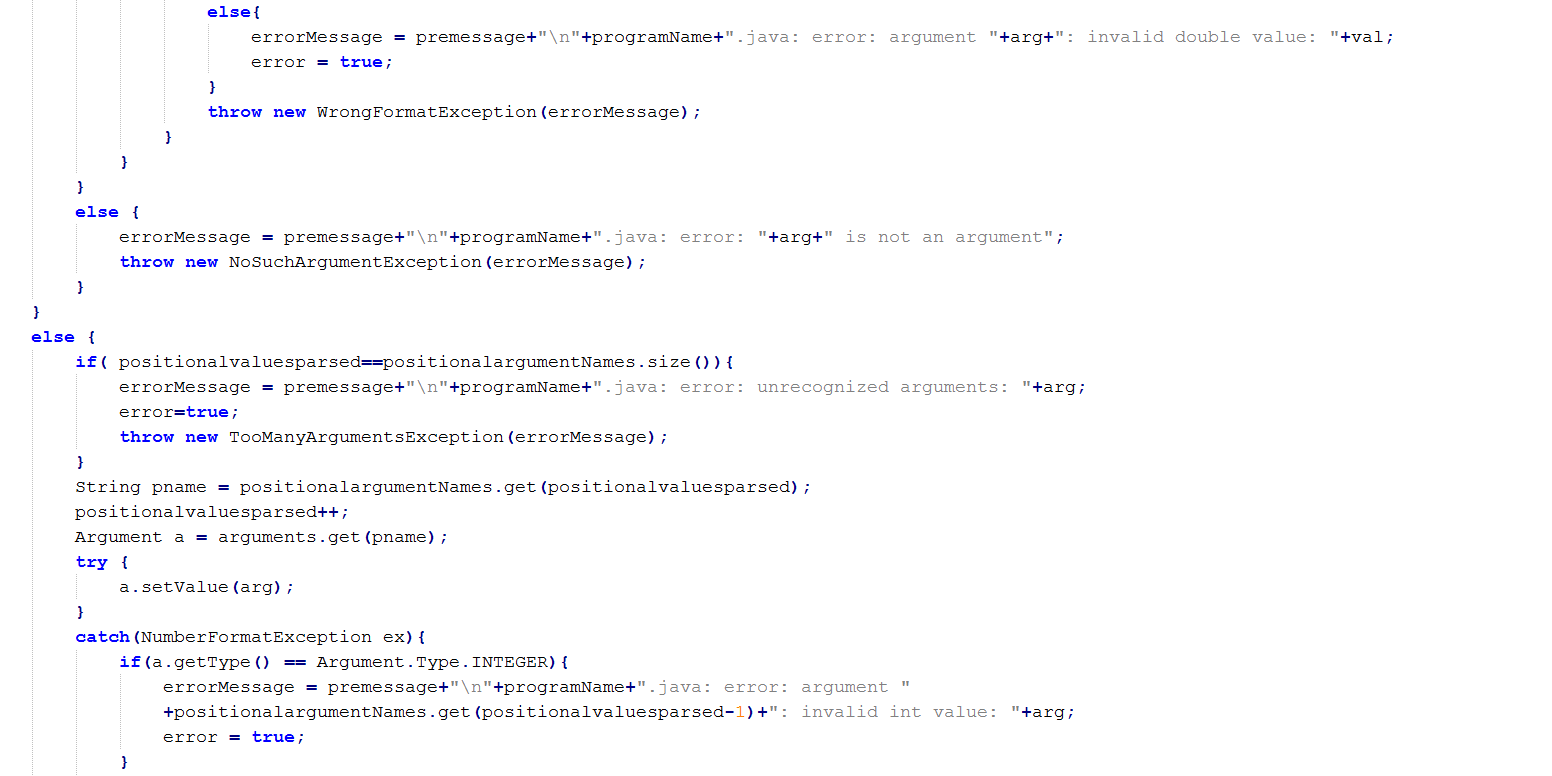 else{
errorMessage = premessage+"\n"+programName+".java: error: argument "+arg+": invalid double value: "+val;
error = true;
}
throw new WrongFormatException(errorMessage);
}
}
}
else {
errorMessage = premessage+"\n"+programName+".java: error: "+arg+" is not an argument";
throw new NoSuchArgumentException(errorMessage);
}
}
else {
if( positionalvaluesparsed==positionalargumentNames.size()){
errorMessage = premessage+"\n"+programName+".java: error: unrecognized arguments: "+arg;
error=true;
throw new TooManyArgumentsException(errorMessage);
}
String pname = positionalargumentNames.get(positionalvaluesparsed);
positionalvaluesparsed++;
Argument a = arguments.get(pname);
try {
a.setValue(arg);
}
catch(NumberFormatException ex){
if(a.getType() == Argument.Type.INTEGER){
errorMessage = premessage+"\n"+programName+".java: error: argument "
+positionalargumentNames.get(positionalvaluesparsed-1)+": invalid int value: "+arg;
error = true;
}